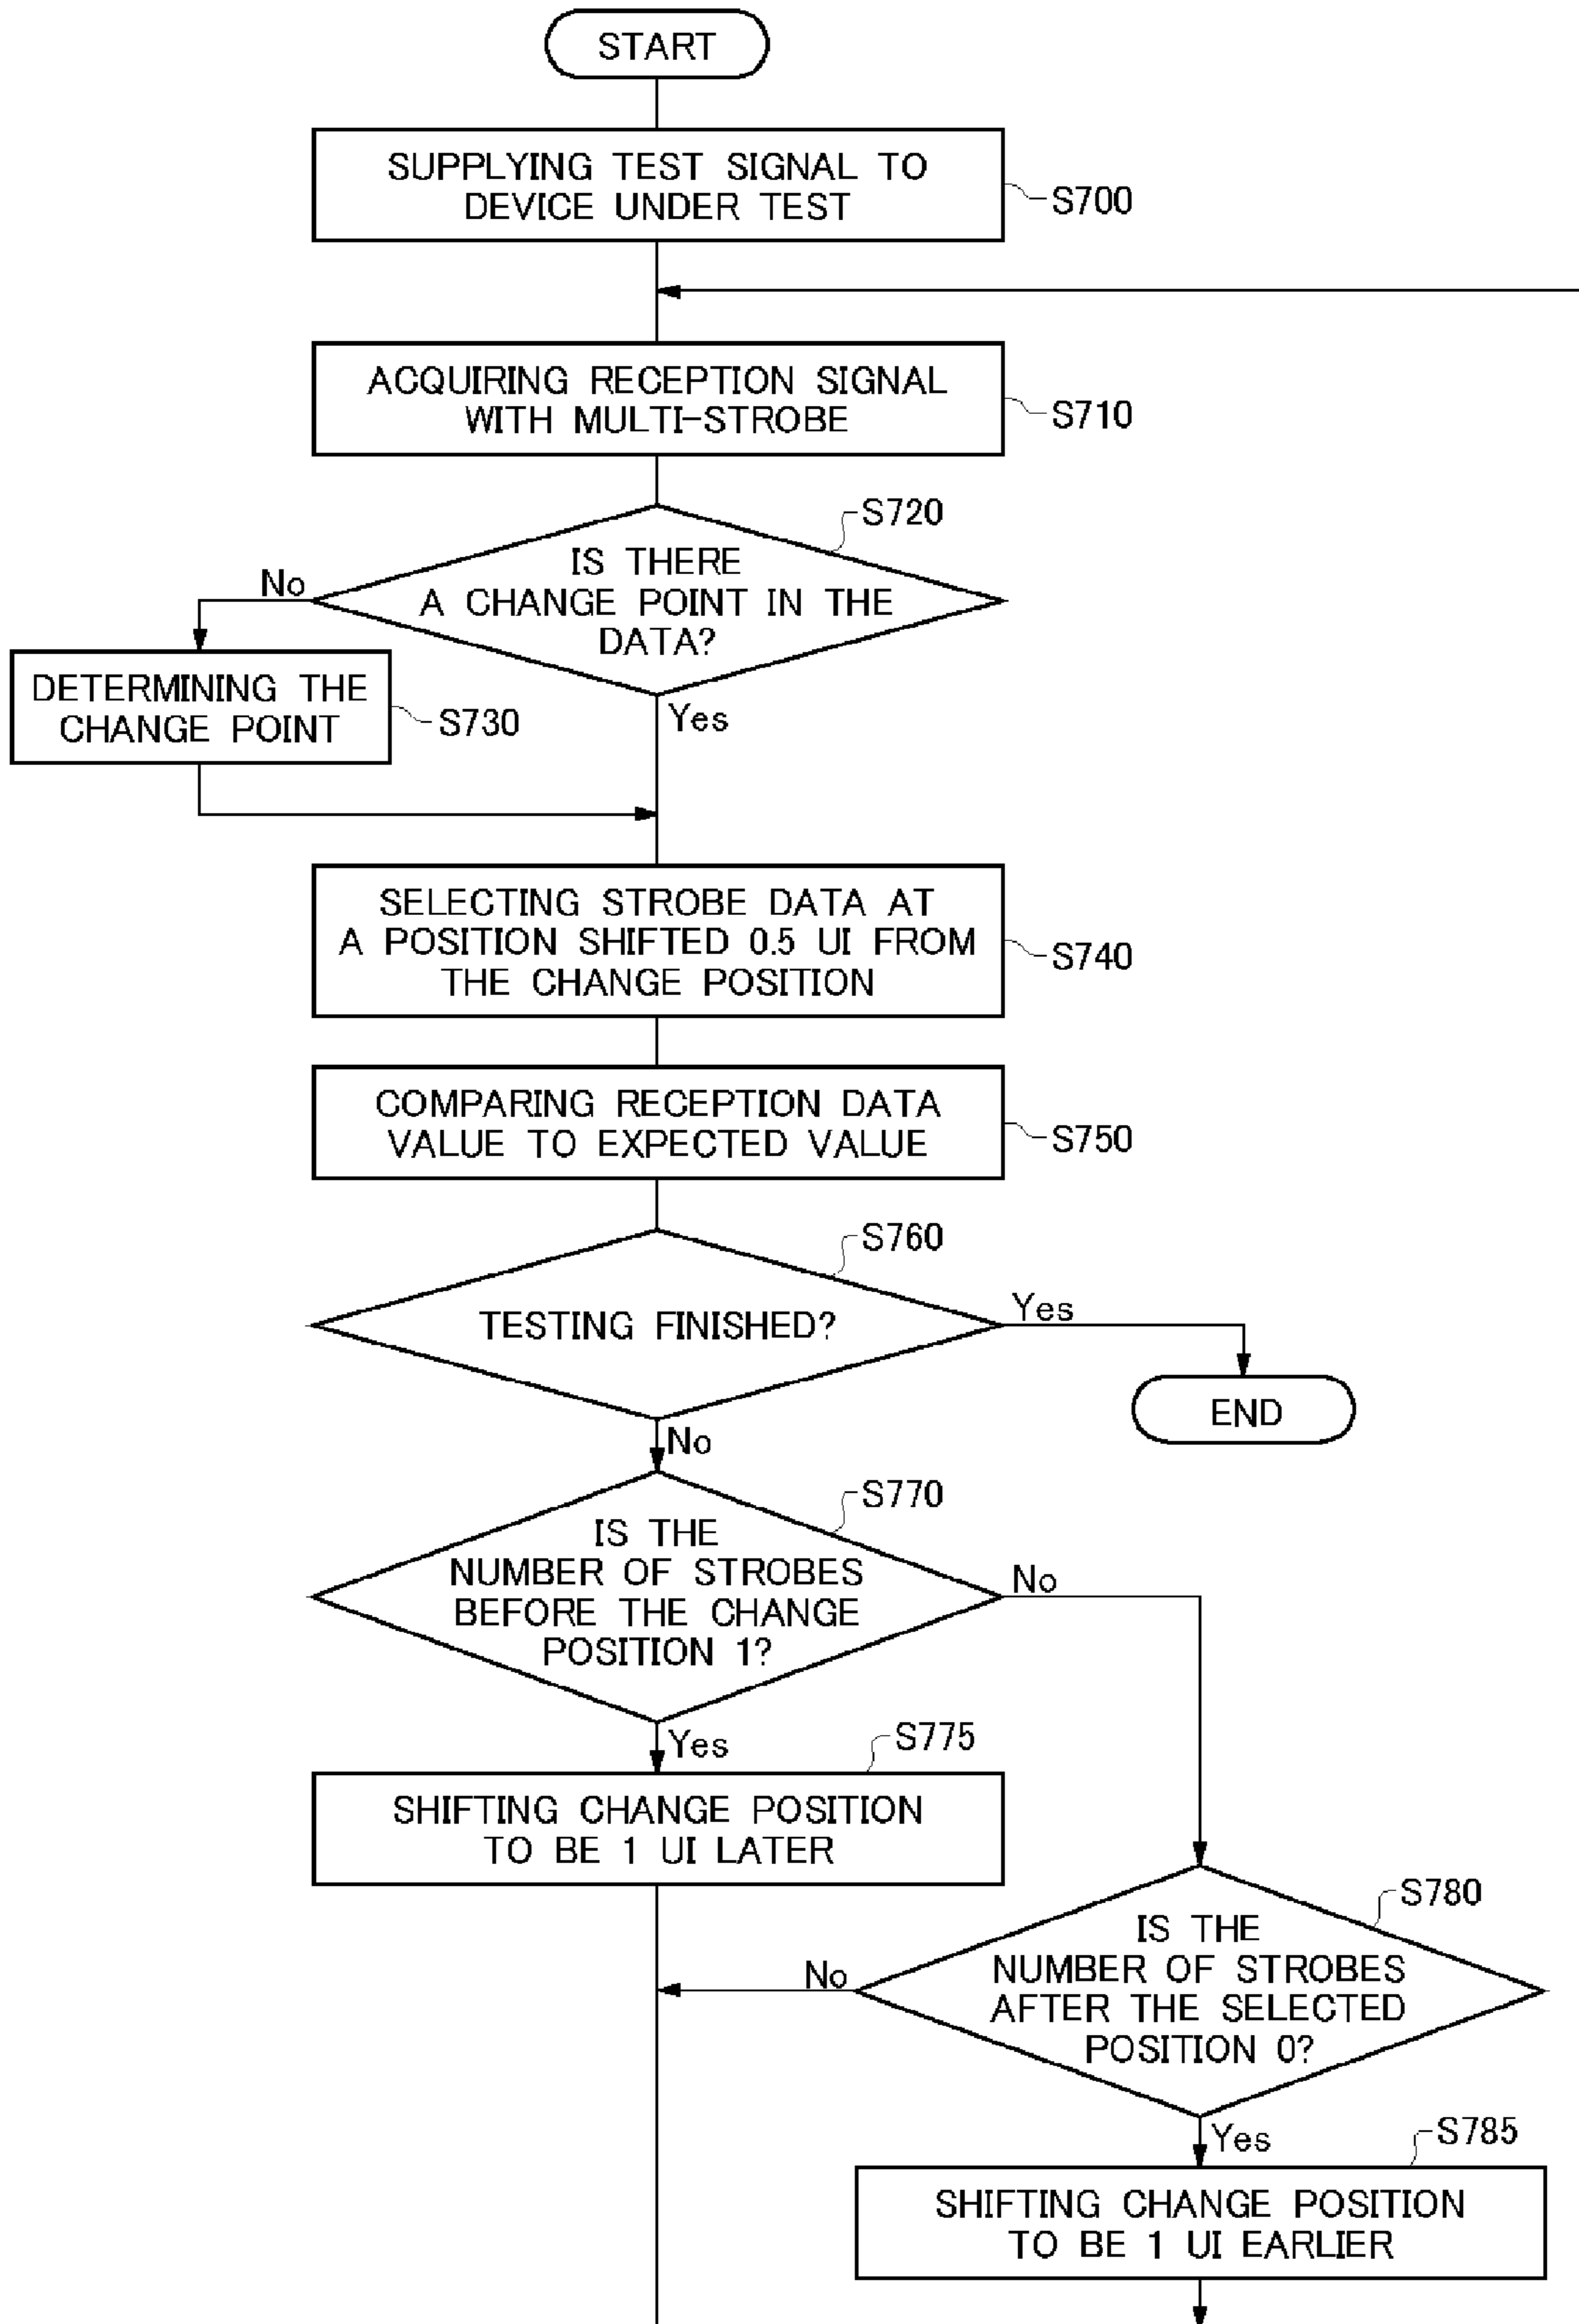 START
SUPPLYING TEST SIGNAL TO
DEVICE UNDER TEST
S700
ACQUIRING RECEPTION SIGNAL
WITH MULTI-STROBE
S710
S720
IS THERE
A CHANGE POINT IN THE
DATA?
No
DETERMINING THE
CHANGE POINT
S730
Yes
SELECTING STROBE DATA AT
A POSITION SHIFTED 0.5 UI FROM
THE CHANGE POSITION
S740
COMPARING RECEPTION DATA
VALUE TO EXPECTED VALUE
S750
S760
TESTING FINISHED?
Yes
END
No
S770
IS THE
NUMBER OF STROBES
BEFORE THE CHANGE
POSITION 1?
No
Yes
S775
SHIFTING CHANGE POSITION
TO BE 1 UI LATER
S780
IS THE
NUMBER OF STROBES
AFTER THE SELECTED
POSITION 0?
No
Yes
S785
SHIFTING CHANGE POSITION
TO BE 1 UI EARLIER